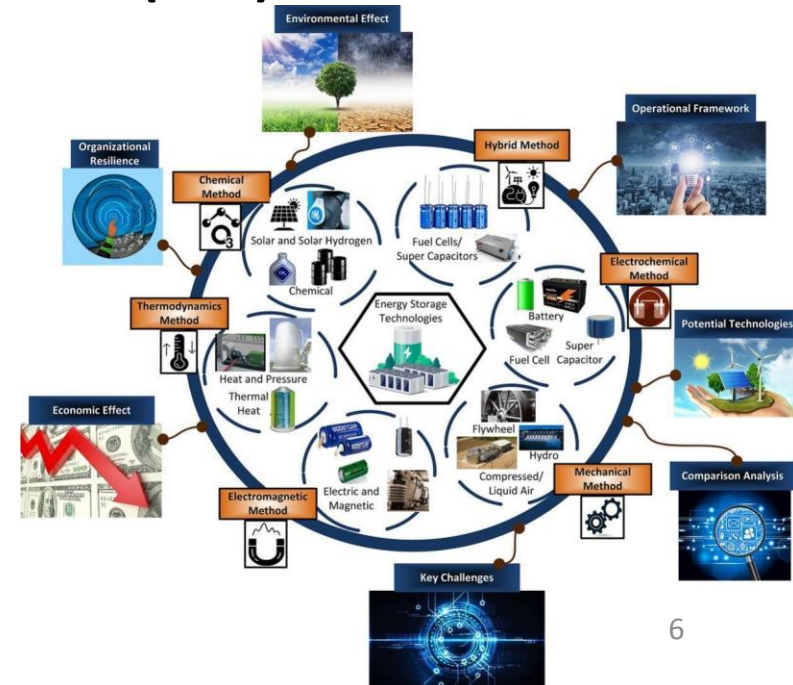 Environmental Effect
Operational Framework
Organizational
Resilience
Hybrid Method
Chemical
Method
O3
Solar and Solar Hydrogen
Chemical
Fuel Cells/
Super Capacitors
Electrochemical
Method
Thermodynamics
Method
Energy Storage
Technologies
Battery
Fuel Cell
Super
Capacitor
Potential Technologies
Heat and Pressure
Thermal
Heat
Economic Effect
Flywheel
Hydro
Compressed/
Liquid Air
Electric and
Magnetic
Mechanical
Method
Comparison Analysis
Electromagnetic
Method
Key Challenges
6